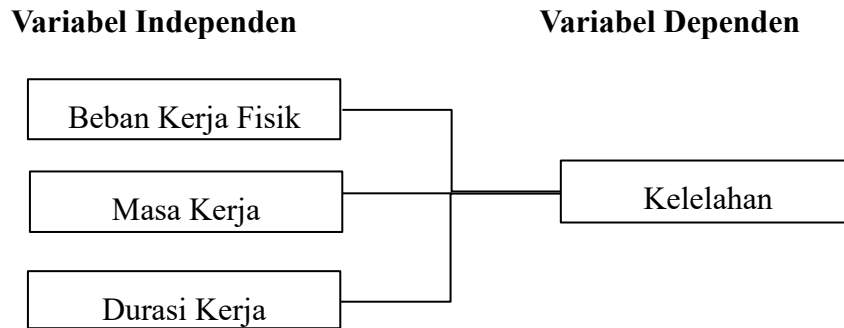 Variabel Independen
Variabel Dependen
Beban Kerja Fisik
Masa Kerja
Kelelahan
Durasi Kerja